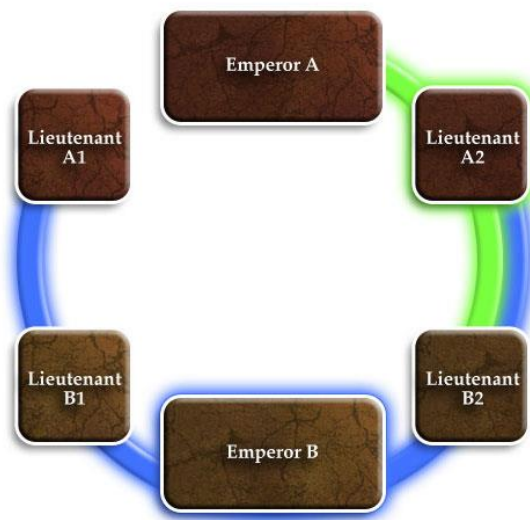 Emperor A
Lieutenant
A1
Lieutenant
A2
Lieutenant
B1
Lieutenant
B2
Emperor B